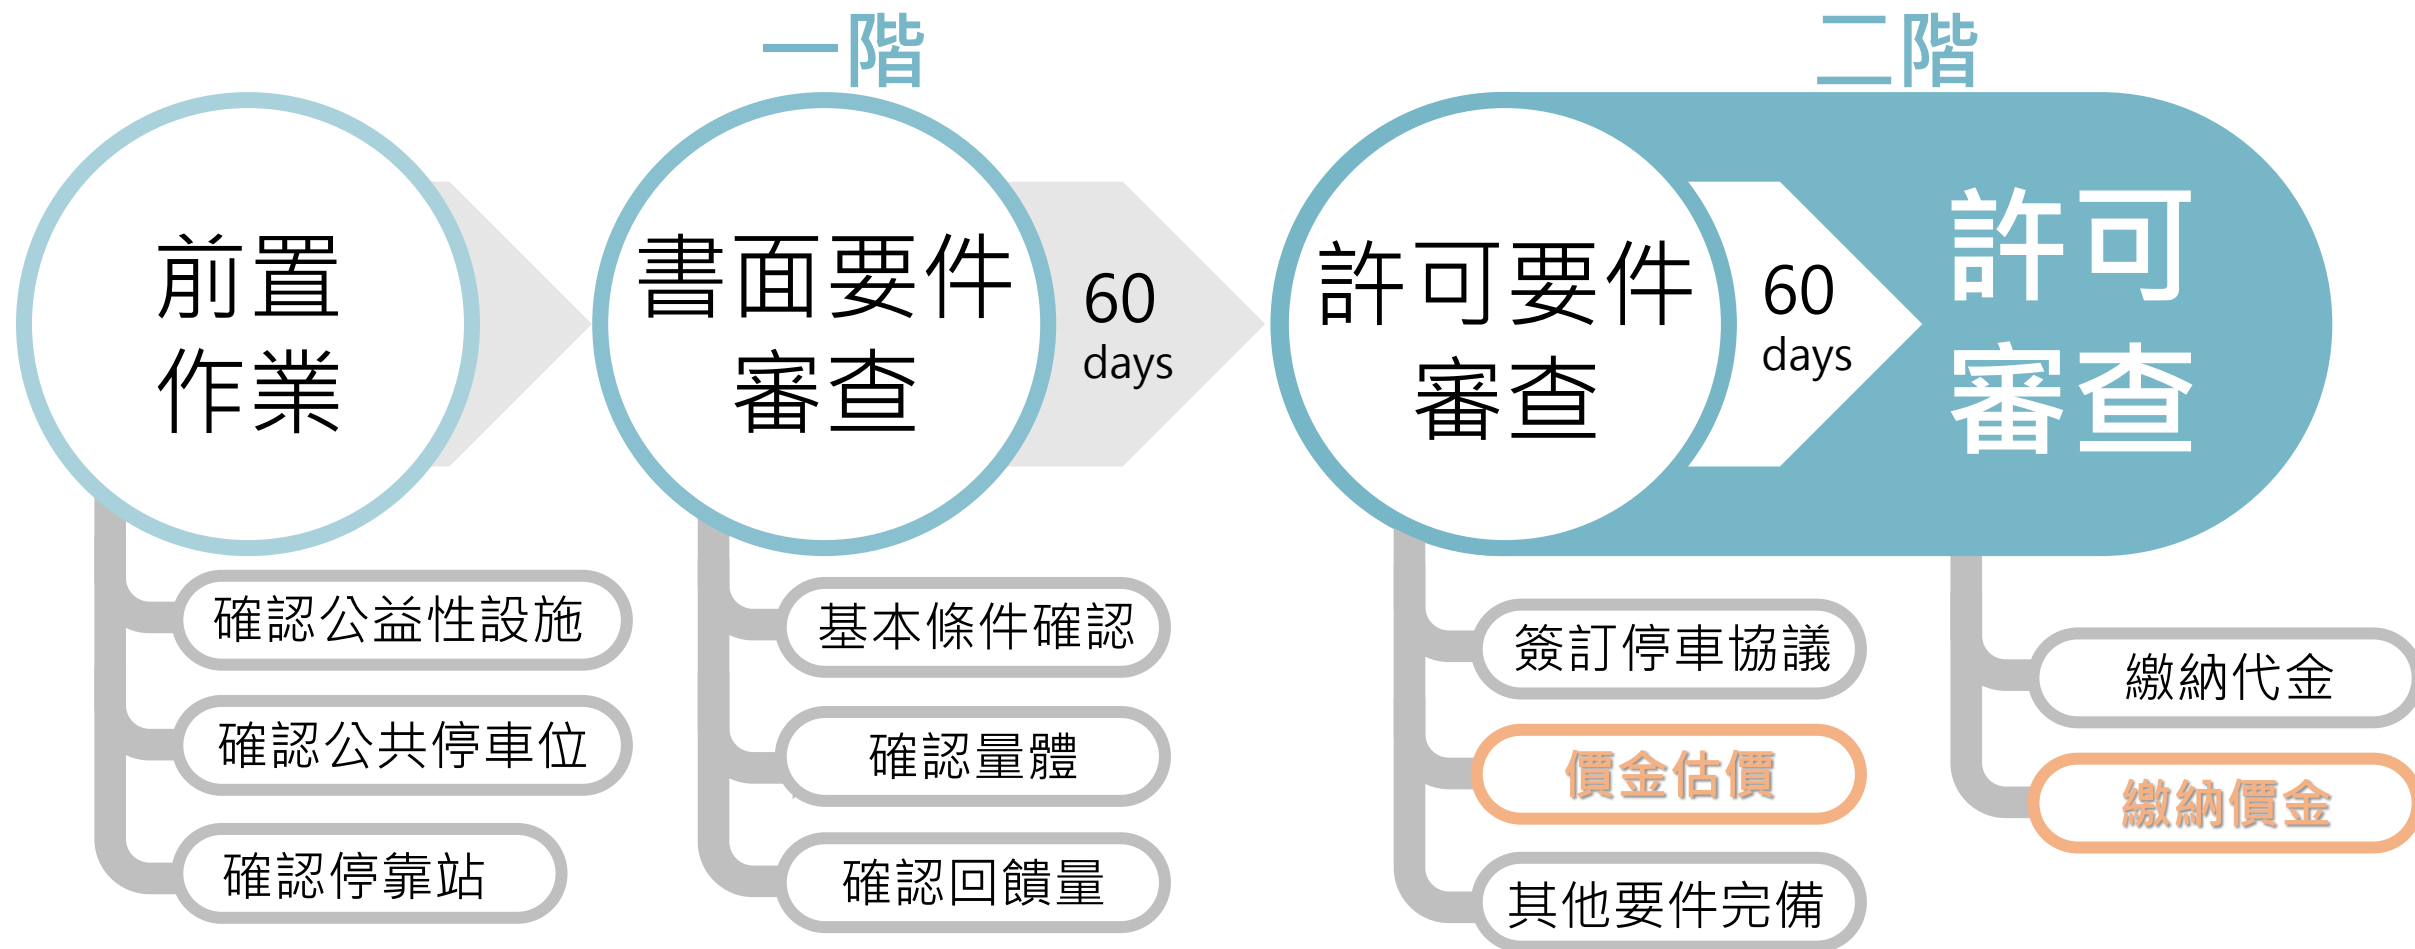 一階
二階
前置
作業
書面要件
審查
60
days
許可要件
審查
60
days
許可
審查
確認公益性設施
確認公共停車位
確認停靠站
基本條件確認
確認量體
確認回饋量
簽訂停車協議
價金估價
其他要件完備
繳納代金
繳納價金